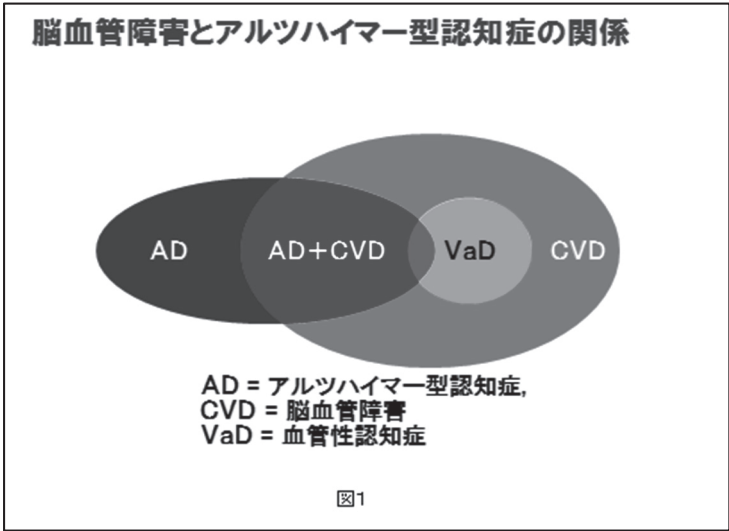 脳血管障害とアルツハイマー型認知症の関係
AD
AD+CVD
VaD
CVD
AD = アルツハイマー型認知症,
CVD = 脳血管障害
VaD = 血管性認知症
図1